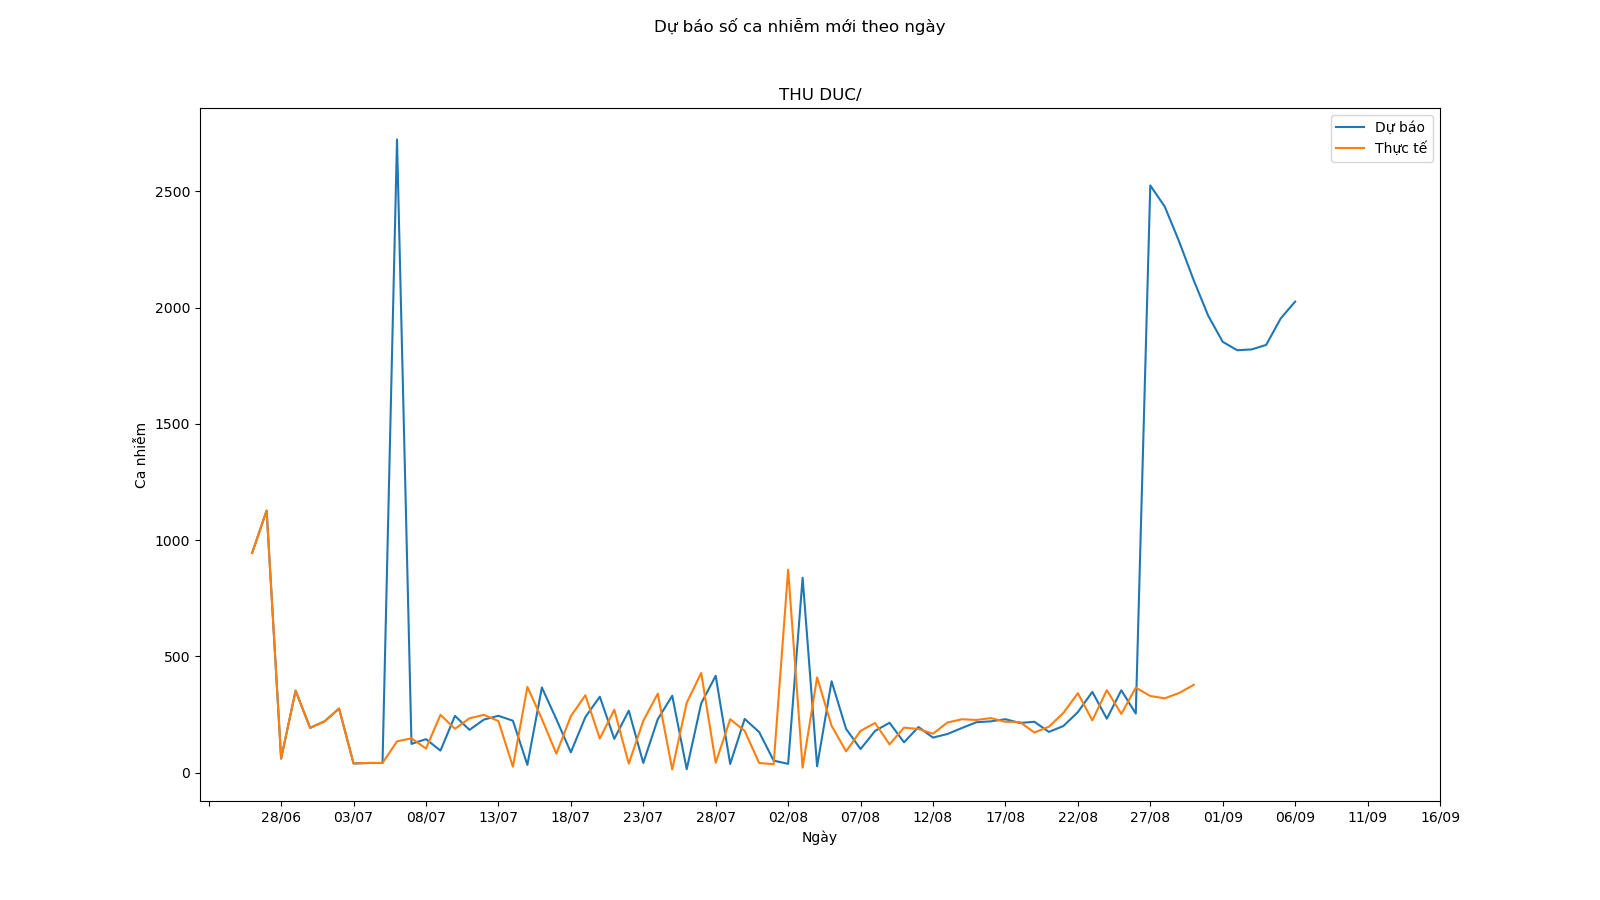 Dự báo số ca nhiễm mới theo ngày
THU DUC/
Dự báo
Thực tế
2500
2000
1500
1000
500
0
Ca nhiễm
28/06 03/07 08/07 13/07 18/07 23/07 28/07 02/08 07/08 12/08 17/08 22/08 27/08 01/09 06/09 11/09 16/09
Ngày